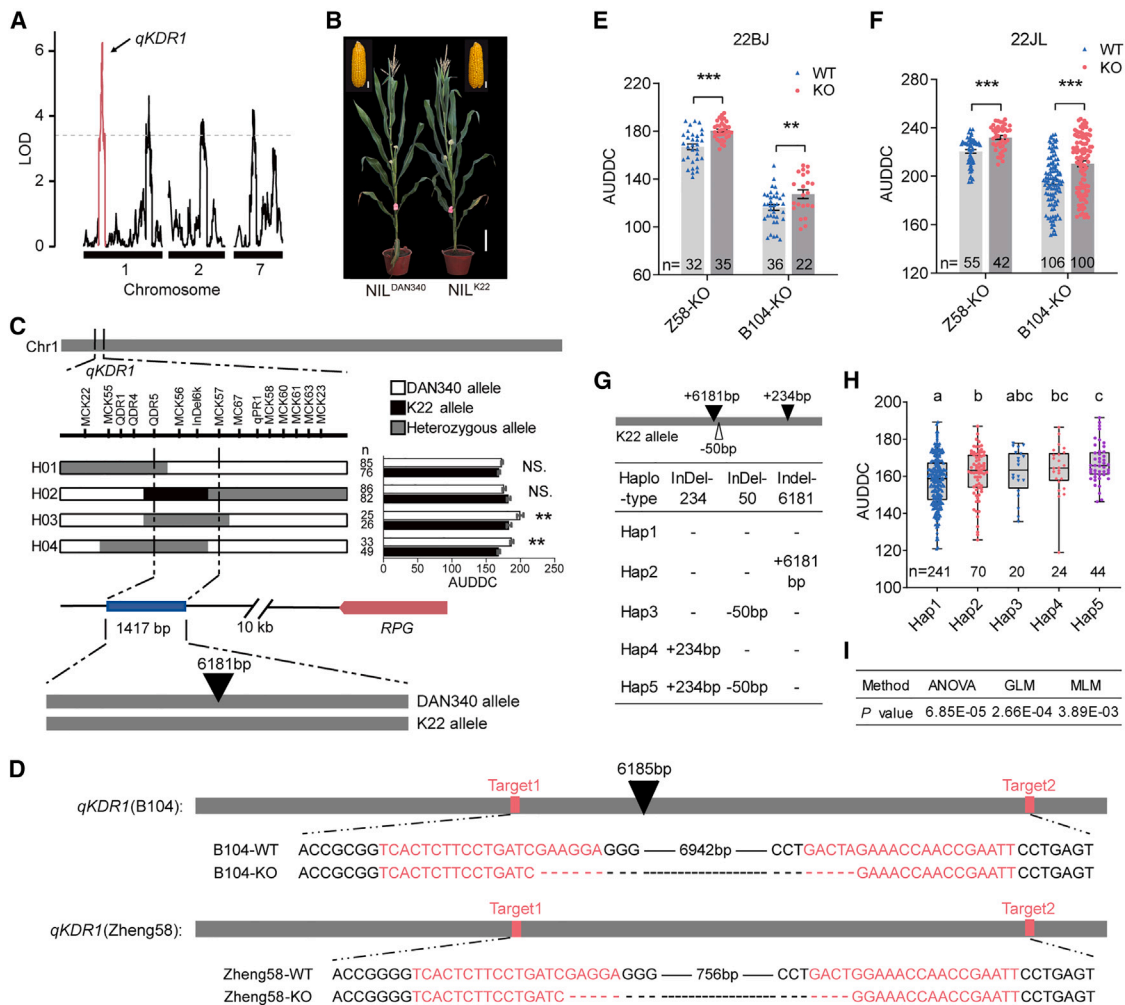 A
qKDR1
LOD
6
4
2
0
1
2
7
Chromosome
B
NIL^DAN340
NIL^K22
E
22BJ
WT
KO
AUDDC
220
180
140
100
60
***
**
n=
32
35
36
22
Z58-KO
B104-KO
F
22JL
WT
KO
AUDDC
280
240
200
160
120
***
***
n=
55
42
106
100
Z58-KO
B104-KO
C
Chr1
qKDR1
MCK22
MCK55
QDR1
QDR4
QDR5
MCK56
InDel6k
MCK57
MC67
qPR1
MCK58
MCK60
MCK61
MCK63
MCK23
DAN340 allele
K22 allele
Heterozygous allele
n
H01
85
76
NS.
H02
86
82
NS.
H03
25
26
**
H04
33
49
**
0 50 100 150 200 250
AUDDC
1417 bp
10 kb
RPG
6181bp
DAN340 allele
K22 allele
G
+6181bp
+234bp
K22 allele
-50bp
Haplo-type InDel-234 InDel-50 Indel-6181
Hap1 - - -
Hap2 - - +6181 bp
Hap3 - -50bp -
Hap4 +234bp - -
Hap5 +234bp -50bp -
H
a b abc bc c
AUDDC
200
180
160
140
120
100
n=241 70 20 24 44
Hap1 Hap2 Hap3 Hap4 Hap5
I
Method ANOVA GLM MLM
P value 6.85E-05 2.66E-04 3.89E-03
D
6185bp
Target1
Target2
qKDR1(B104):
B104-WT ACCGCGGTCACTCTTCCTGATCGAAGGAGGG — 6942bp — CCTGACTAGAAACCAACCGAATTCCTGAGT
B104-KO ACCGCGGTCACTCTTCCTGATC - - - - - - - - - - - - GAAACCAACCGAATTCCTGAGT
Target1
Target2
qKDR1(Zheng58):
Zheng58-WT ACCGGGGTCACTCTTCCTGATCGAGGAGGG — 756bp — CCTGACTGGAAACCAACCGAATTCCTGAGT
Zheng58-KO ACCGGGGTCACTCTTCCTGATC - - - - - - - - - - - - GGAAACCAACCGAATTCCTGAGT